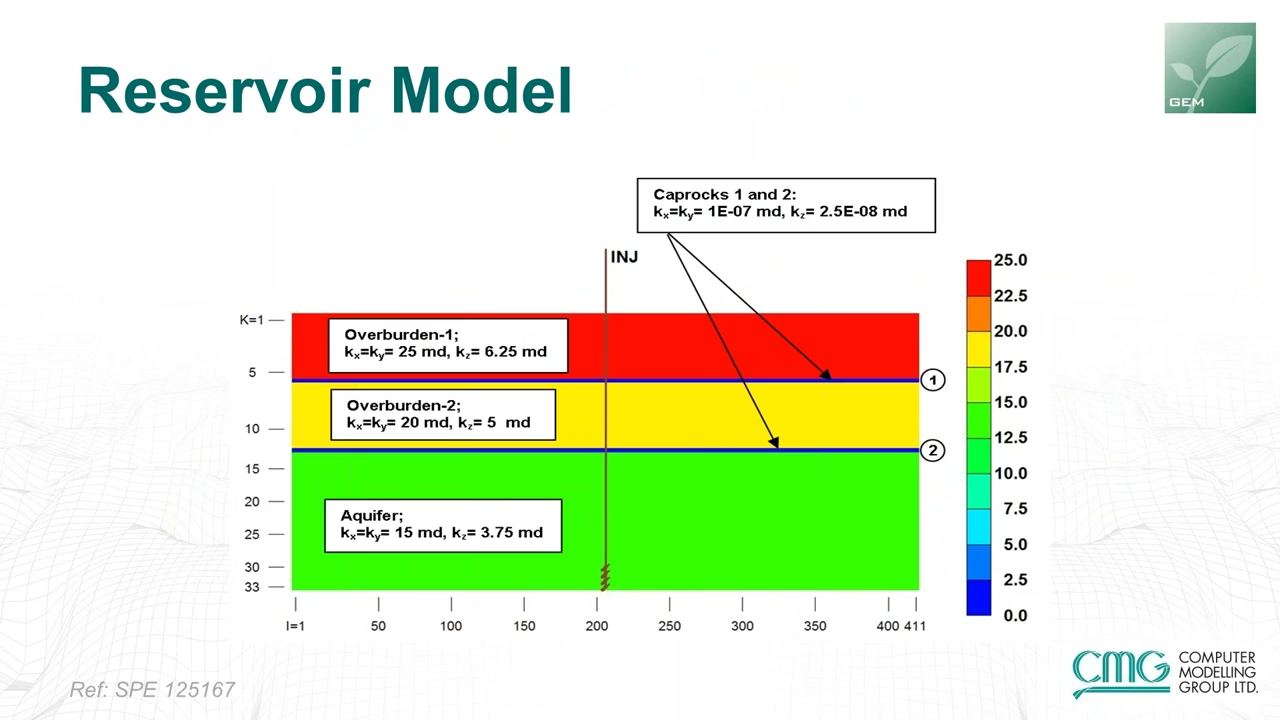 Reservoir Model
GEM
Caprocks 1 and 2:
kx=ky= 1E-07 md, kz= 2.5E-08 md
INJ
K=1
5
10
15
20
25
30
33
Overburden-1;
kx=ky= 25 md, kz= 6.25 md
Overburden-2;
kx=ky= 20 md, kz= 5 md
Aquifer;
kx=ky= 15 md, kz= 3.75 md
1
2
I=1 50 100 150 200 250 300 350 400 411
25.0
22.5
20.0
17.5
15.0
12.5
10.0
7.5
5.0
2.5
0.0
Ref: SPE 125167
CMG
COMPUTER
MODELLING
GROUP LTD.